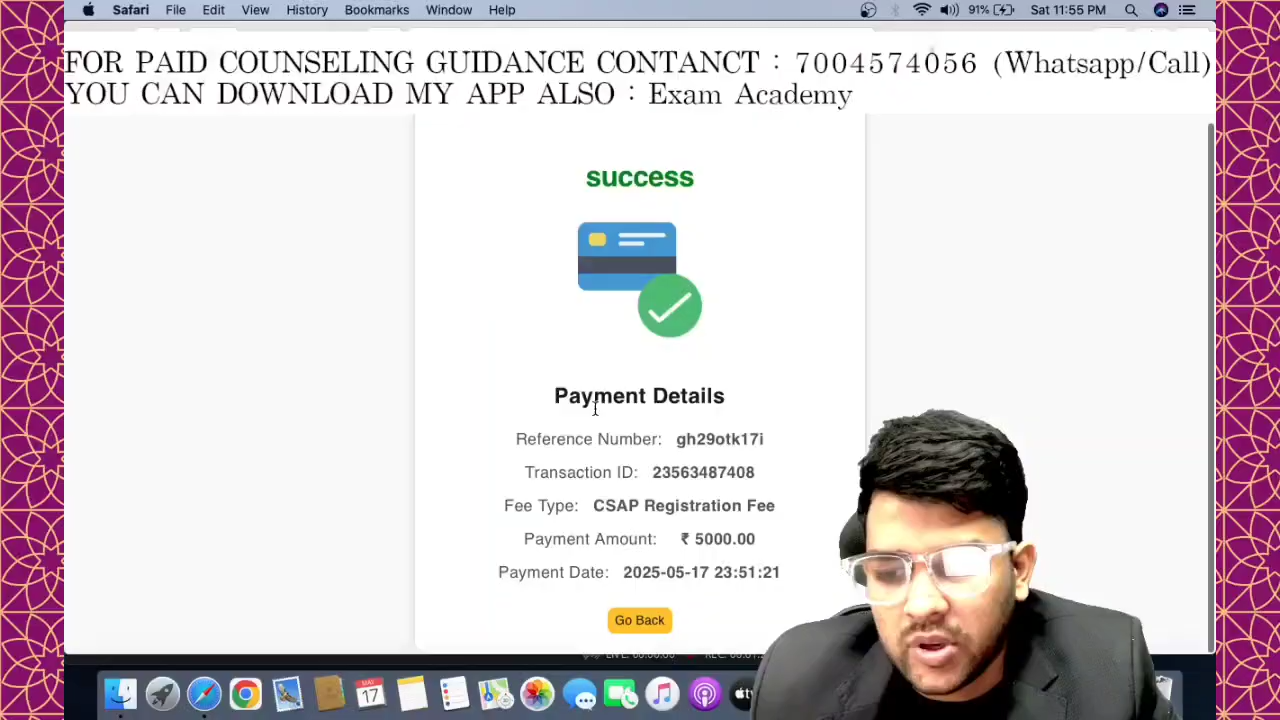 Safari File Edit View History Bookmarks Window Help 91% Sat 11:55 PM
FOR PAID COUNSELING GUIDANCE CONTANCT : 7004574056 (Whatsapp/Call)
YOU CAN DOWNLOAD MY APP ALSO : Exam Academy
success
Payment Details
Reference Number: gh29otk17i
Transaction ID: 23563487408
Fee Type: CSAP Registration Fee
Payment Amount: ₹ 5000.00
Payment Date: 2025-05-17 23:51:21
Go Back
17
tv